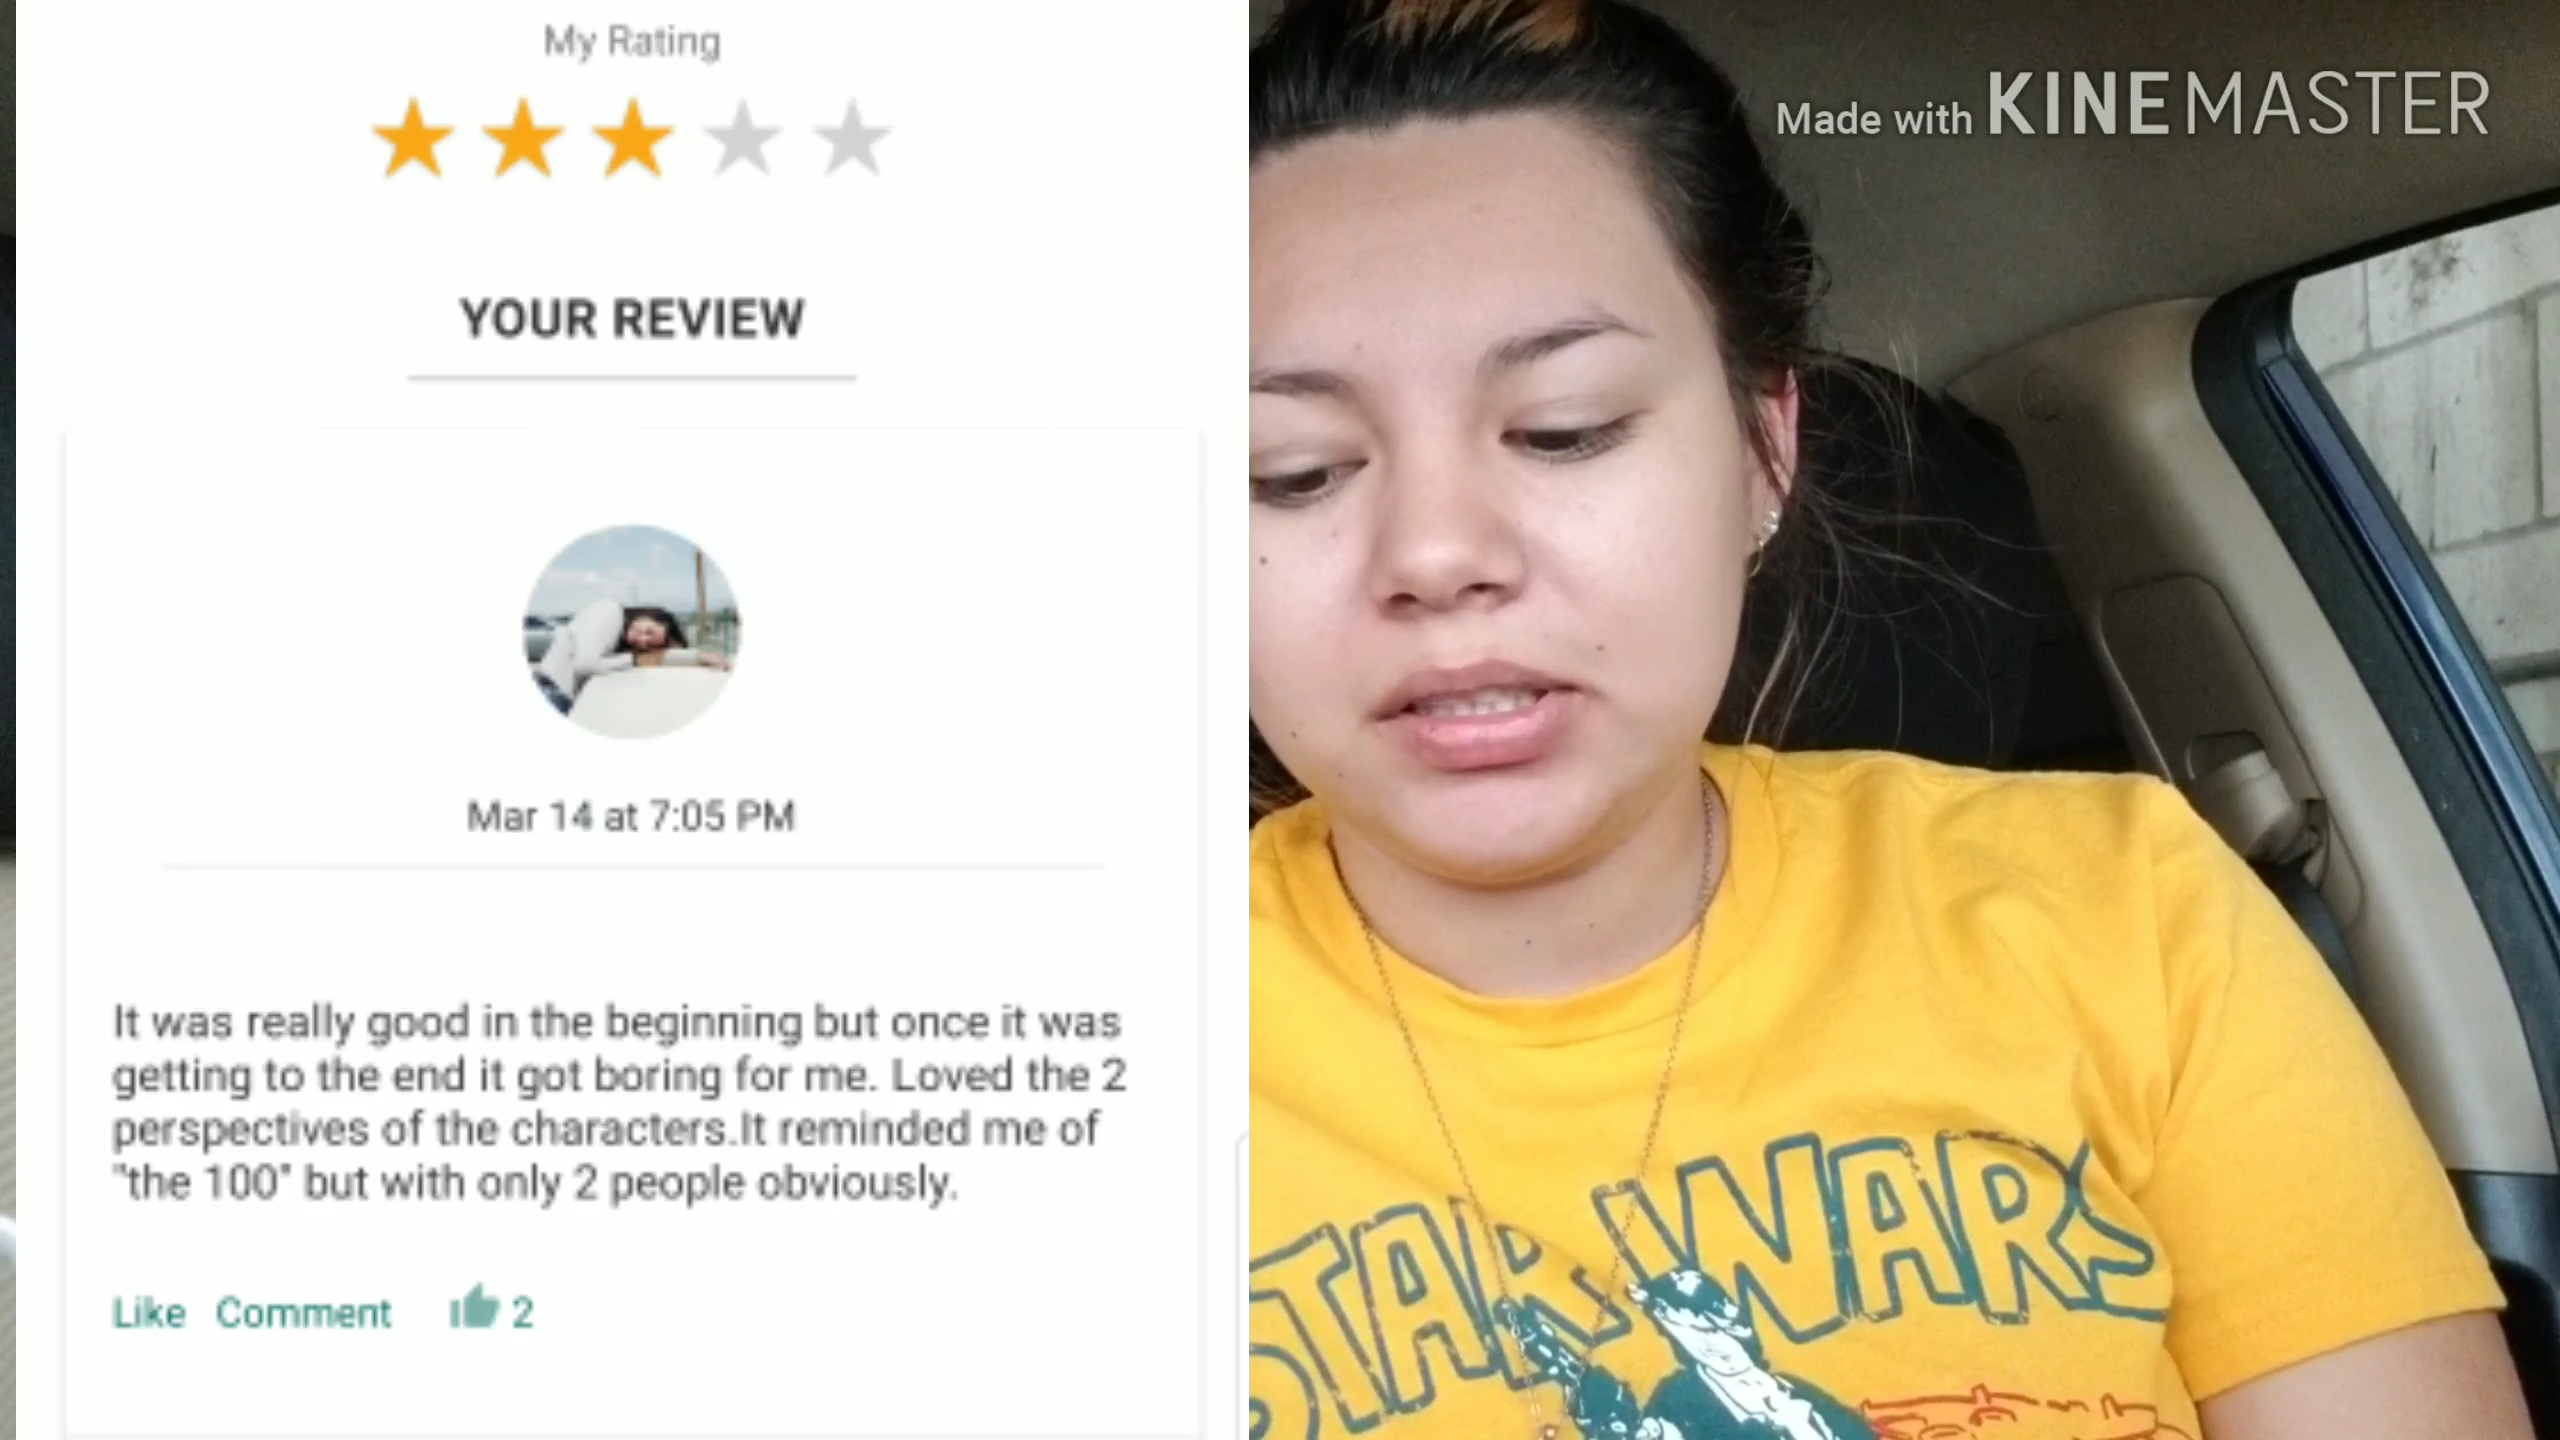 My Rating
YOUR REVIEW
Mar 14 at 7:05 PM
It was really good in the beginning but once it was
getting to the end it got boring for me. Loved the 2
perspectives of the characters.It reminded me of
"the 100" but with only 2 people obviously.
Like Comment 2
Made with KINEMASTER
STAR WARS